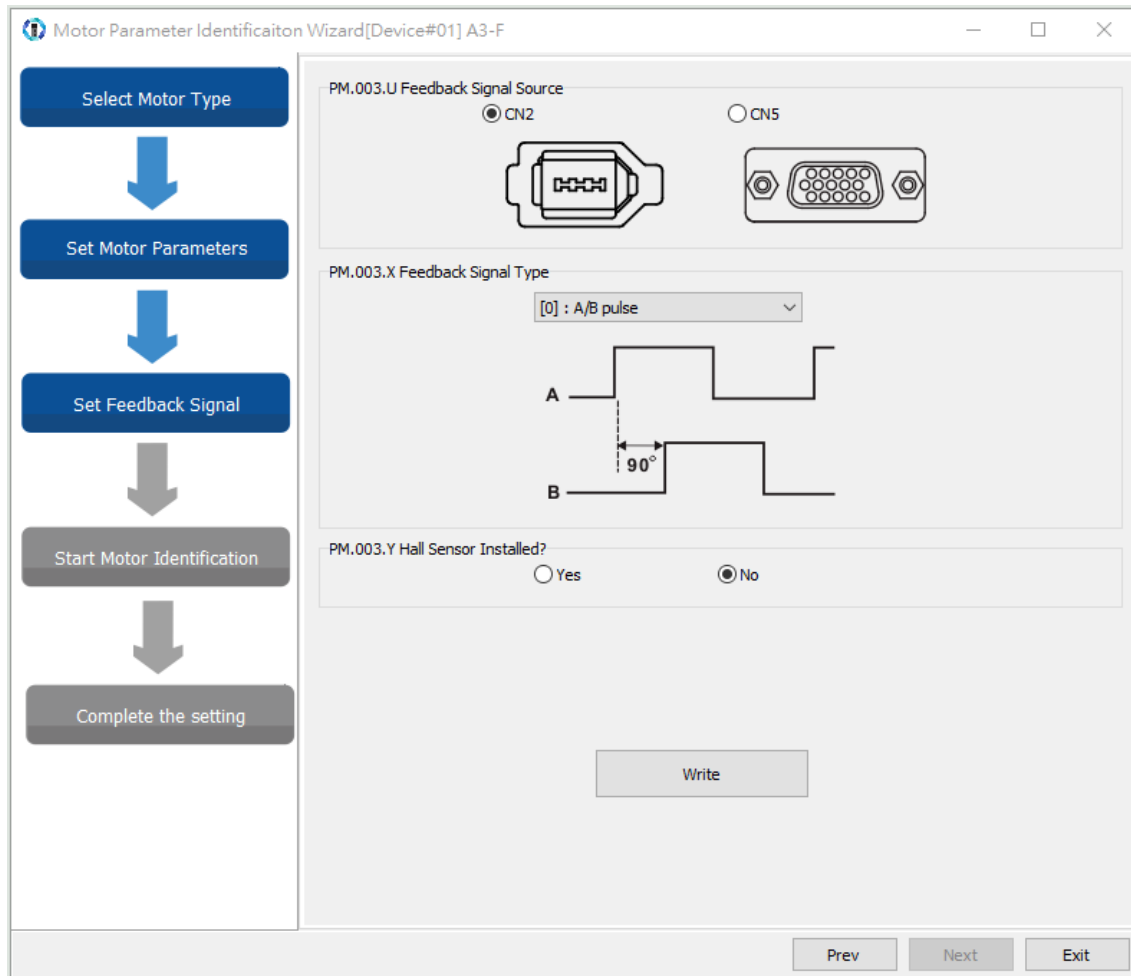 Motor Parameter Identificaiton Wizard[Device#01] A3-F
Select Motor Type
Set Motor Parameters
Set Feedback Signal
Start Motor Identification
Complete the setting
PM.003.U Feedback Signal Source
CN2 CN5
PM.003.X Feedback Signal Type
[0] : A/B pulse
A
90°
B
PM.003.Y Hall Sensor Installed?
Yes No
Write
Prev Next Exit